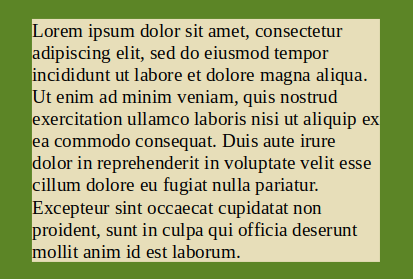 Lorem ipsum dolor sit amet, consectetur
adipiscing elit, sed do eiusmod tempor
incididunt ut labore et dolore magna aliqua.
Ut enim ad minim veniam, quis nostrud
exercitation ullamco laboris nisi ut aliquip ex
ea commodo consequat. Duis aute irure
dolor in reprehenderit in voluptate velit esse
cillum dolore eu fugiat nulla pariatur.
Excepteur sint occaecat cupidatat non
proident, sunt in culpa qui officia deserunt
mollit anim id est laborum.